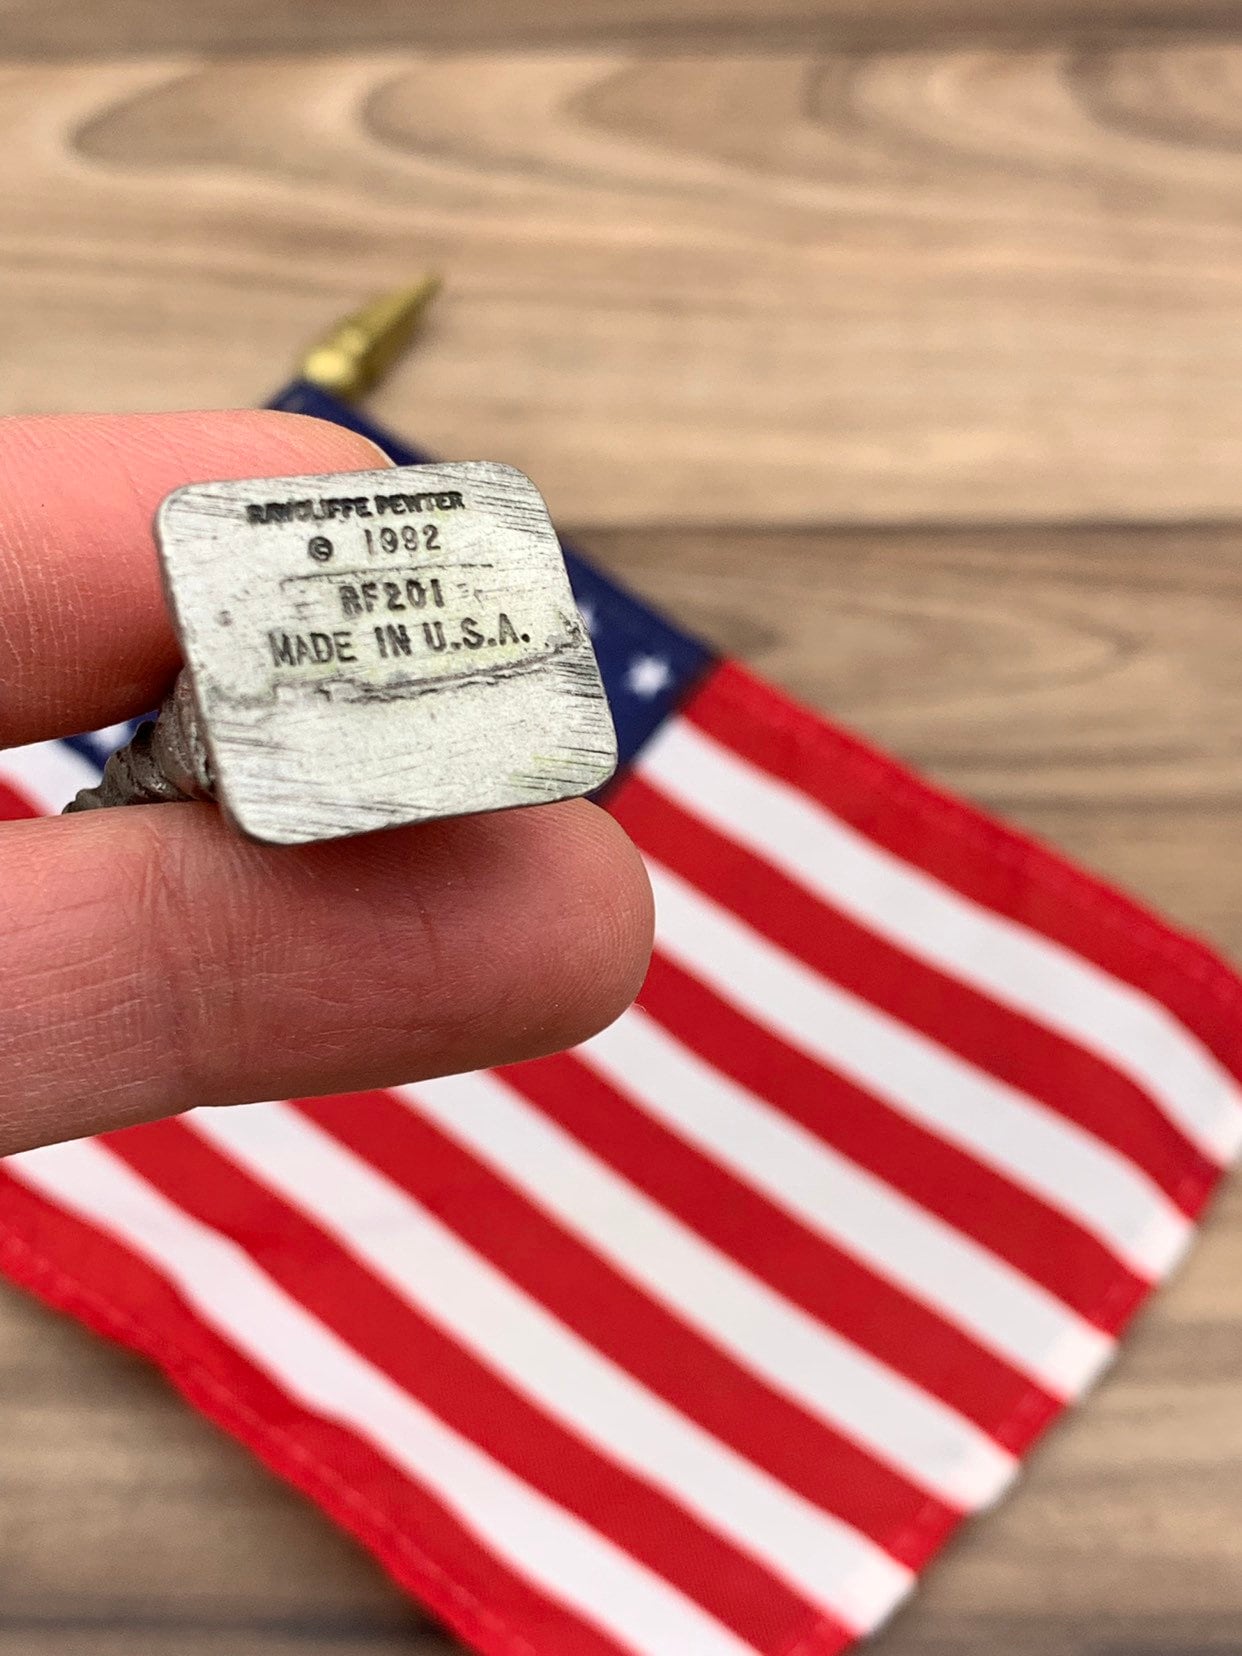 RAWCLIFFE PEWTER
© 1992
RF201
MADE IN U.S.A.